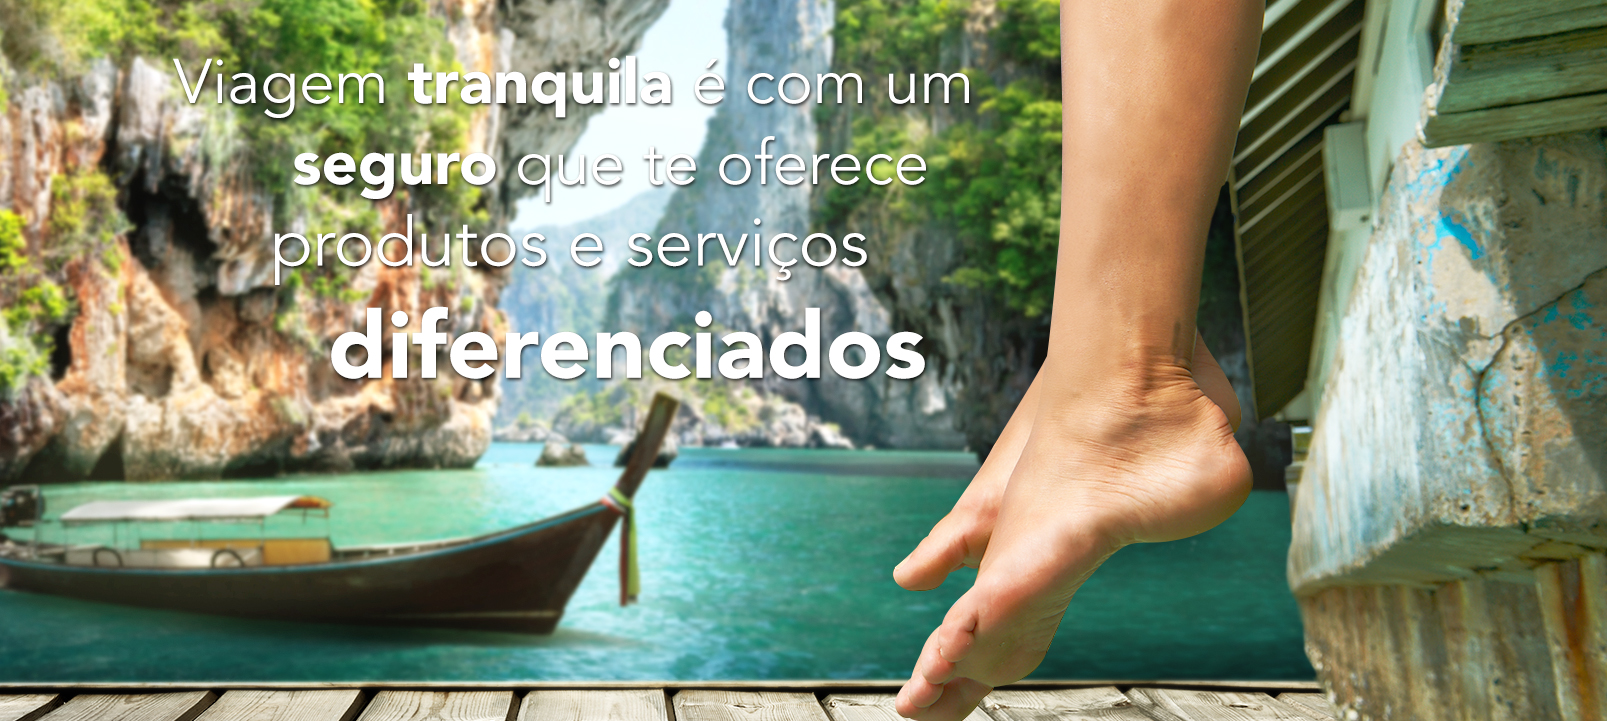 Viagem tranquila é com um
seguro que te oferece
produtos e serviços
diferenciados